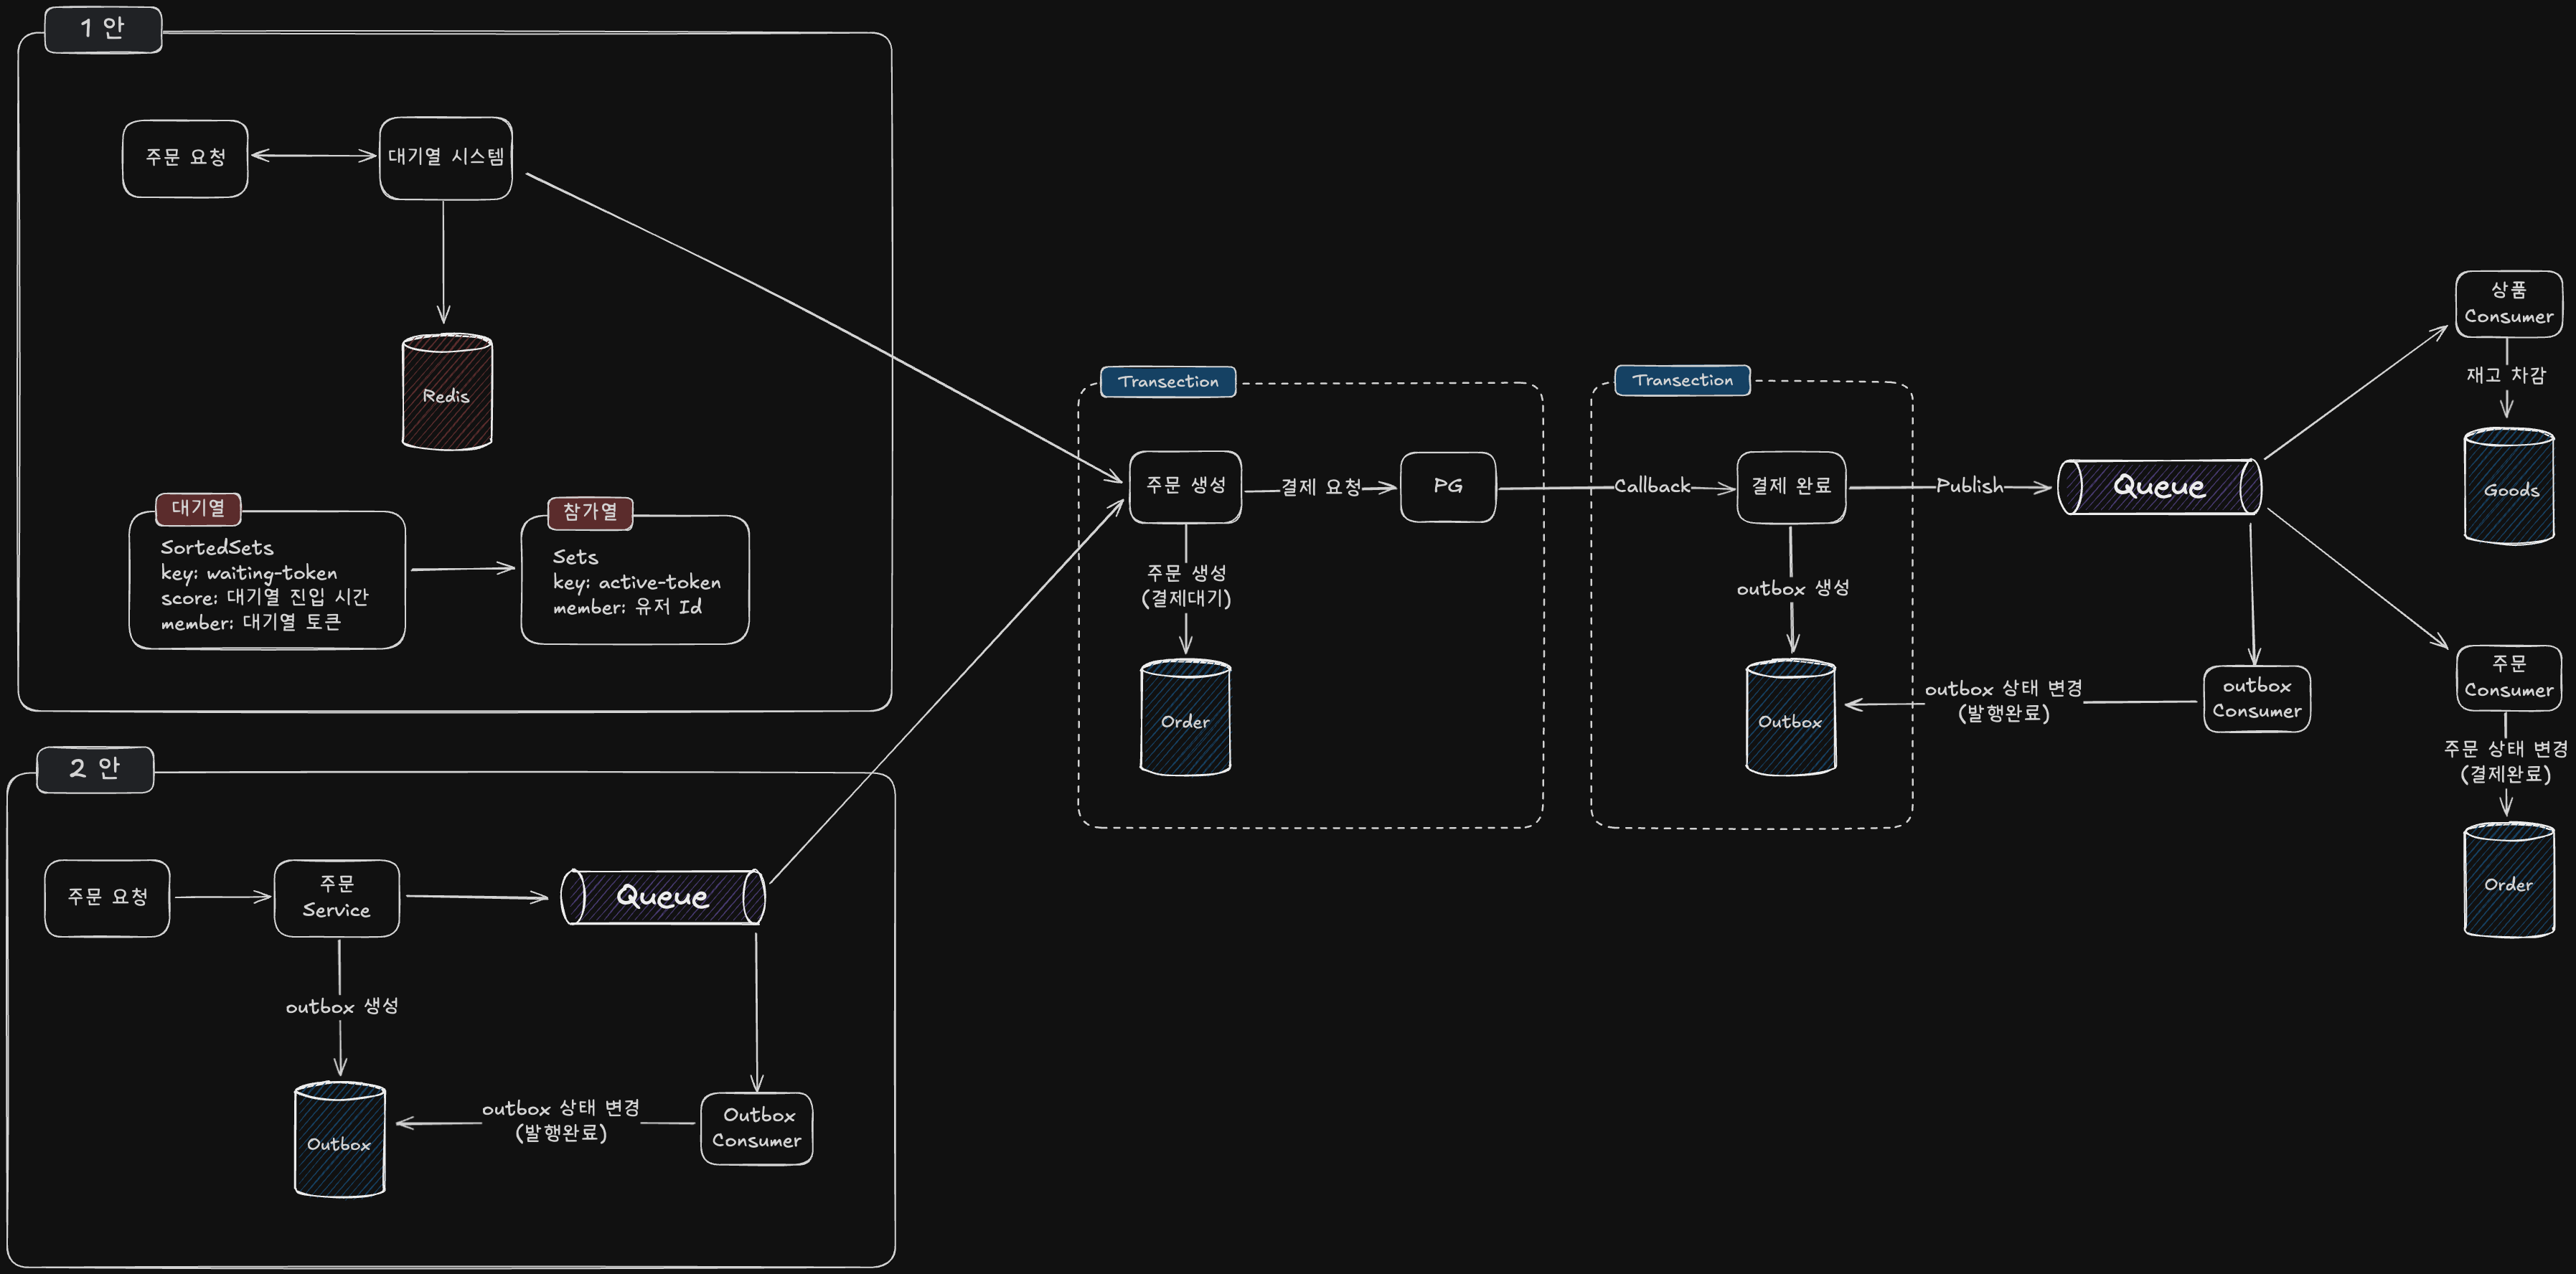 1 안
주문 요청
대기열 시스템
Redis
대기열
SortedSets
key: waiting-token
score: 대기열 진입 시간
member: 대기열 토큰
참가열
Sets
key: active-token
member: 유저 Id
2 안
주문 요청
주문
Service
Queue
outbox 생성
Outbox
outbox 상태 변경
(발행완료)
Outbox
Consumer
Transection
주문 생성
결제 요청
PG
주문 생성
(결제대기)
Order
Callback
Transection
결제 완료
outbox 생성
Outbox
Publish
Queue
outbox 상태 변경
(발행완료)
outbox
Consumer
상품
Consumer
재고 차감
Goods
주문
Consumer
주문 상태 변경
(결제완료)
Order